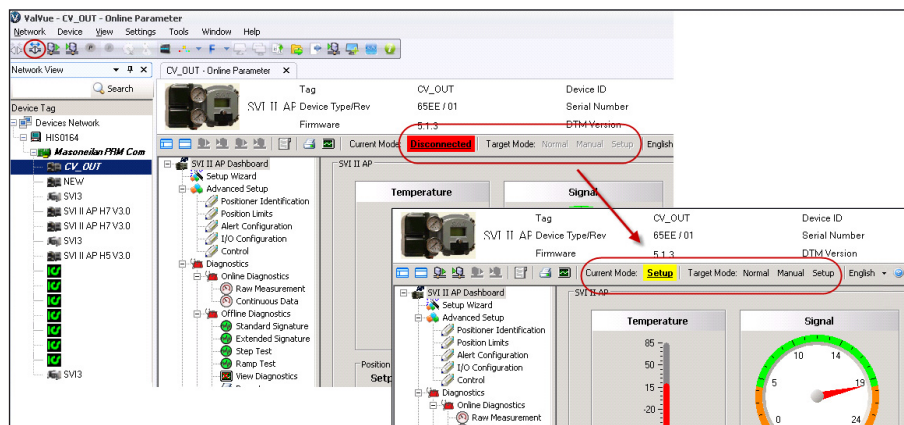 ValVue - CV_OUT - Online Parameter
Network Device View Settings Tools Window Help
Network View
CV_OUT - Online Parameter
Search
Device Tag
Devices Network
HIS0164
Masoneilan PRM Com
CV_OUT
NEW
SVI3
SVI II AP H7 V3.0
SVI II AP H7 V3.0
SVI3
SVI II AP H5 V3.0
SVI3
Tag CV_OUT Device ID
SVI II AP Device Type/Rev 65EE / 01 Serial Number
Firmware 5.1.3 DTM Version
Current Mode: Disconnected Target Mode: Normal Manual Setup English
SVI II AP Dashboard
Setup Wizard
Advanced Setup
Positioner Identification
Position Limits
Alert Configuration
I/O Configuration
Control
Diagnostics
Online Diagnostics
Raw Measurement
Continuous Data
Offline Diagnostics
Standard Signature
Extended Signature
Step Test
Ramp Test
View Diagnostics
SVI II AP
Temperature Signal
Position
Setp
Tag CV_OUT Device ID
SVI II AP Device Type/Rev 65EE / 01 Serial Number
Firmware 5.1.3 DTM Version
Current Mode: Setup Target Mode: Normal Manual Setup English
SVI II AP Dashboard
Setup Wizard
Advanced Setup
Positioner Identification
Position Limits
Alert Configuration
I/O Configuration
Control
Diagnostics
Online Diagnostics
Raw Measurement
SVI II AP
Temperature
85
50
15
-20
Signal
10 14
5 19
0 24